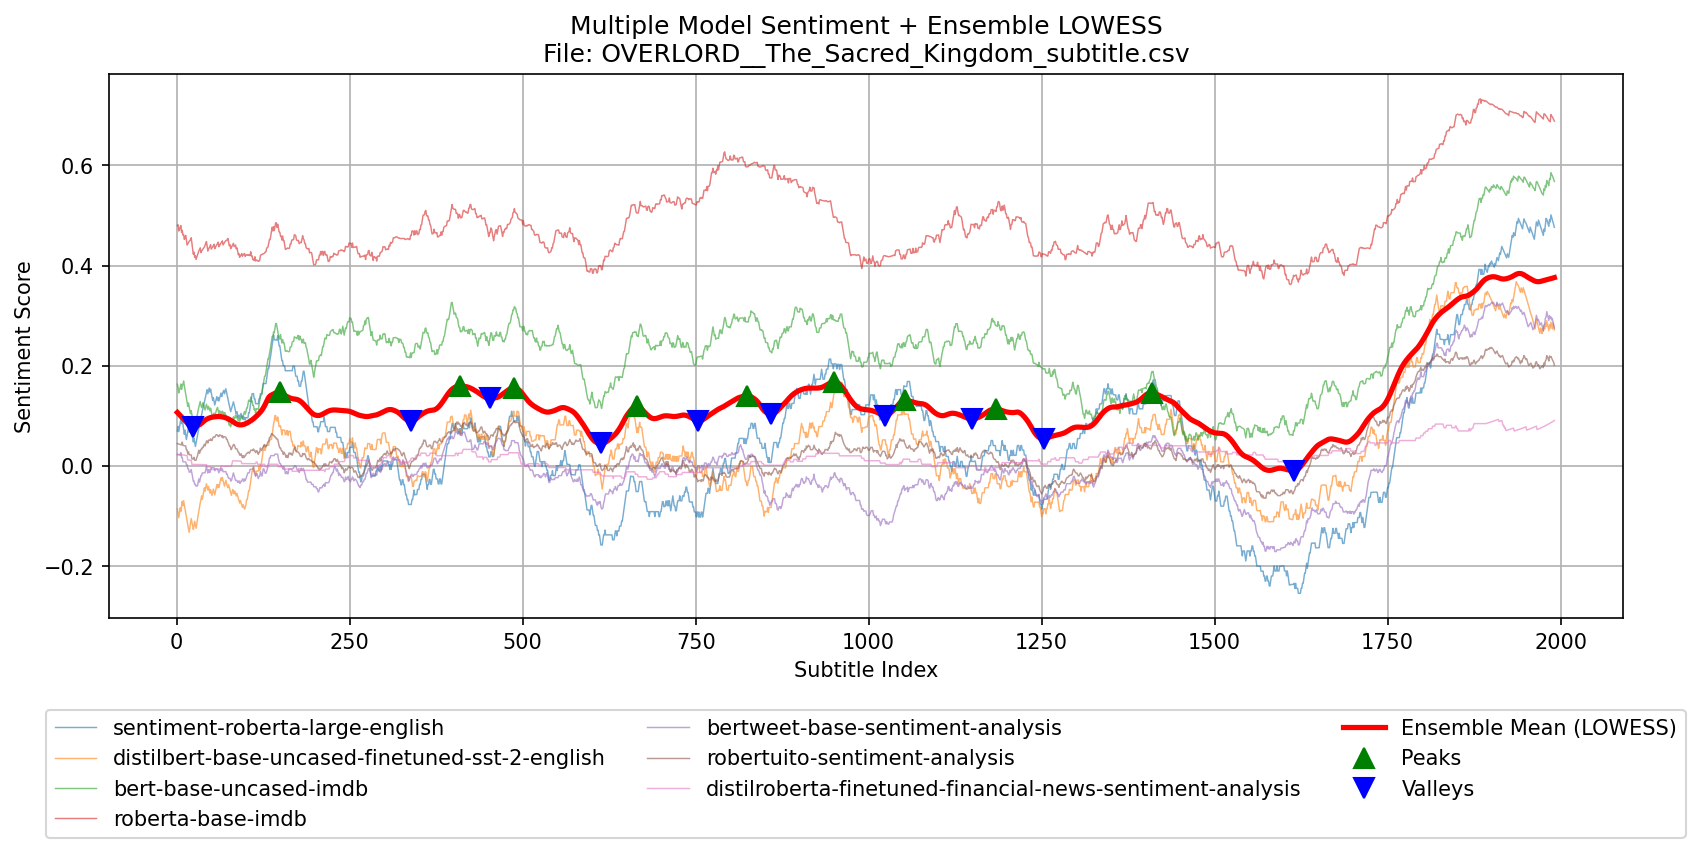 Multiple Model Sentiment + Ensemble LOWESS
File: OVERLORD__The_Sacred_Kingdom_subtitle.csv
Sentiment Score
0.6
0.4
0.2
0.0
−0.2
0
250
500
750
1000
1250
1500
1750
2000
Subtitle Index
sentiment-roberta-large-english
distilbert-base-uncased-finetuned-sst-2-english
bert-base-uncased-imdb
roberta-base-imdb
bertweet-base-sentiment-analysis
robertuito-sentiment-analysis
distilroberta-finetuned-financial-news-sentiment-analysis
Ensemble Mean (LOWESS)
Peaks
Valleys